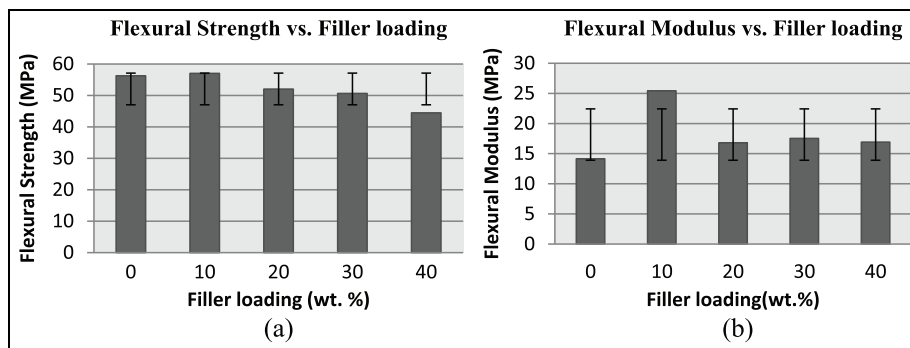 Flexural Strength vs. Filler loading
Flexural Strength (MPa)
60
50
40
30
20
10
0
0 10 20 30 40
Filler loading (wt. %)
(a)
Flexural Modulus vs. Filler loading
Flexural Modulus (MPa)
30
25
20
15
10
5
0
0 10 20 30 40
Filler loading(wt.%)
(b)